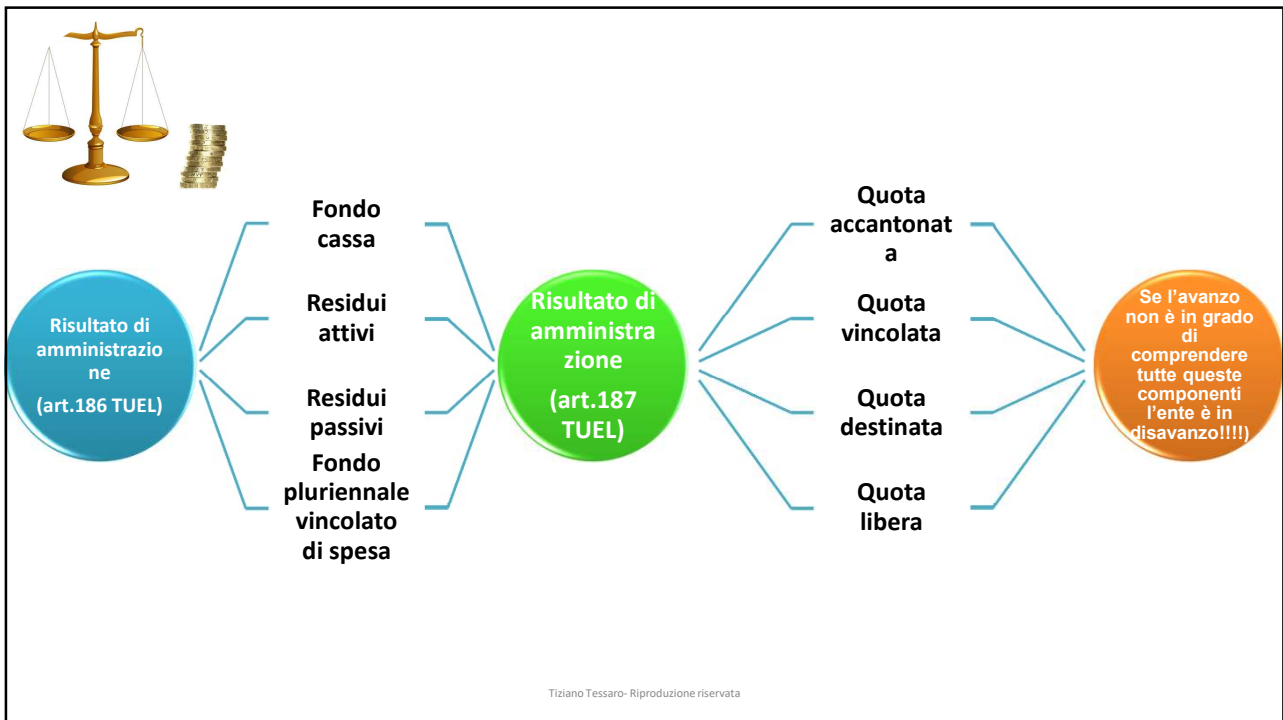 Risultato di
amministrazio
ne
(art.186 TUEL)
Fondo
cassa
Residui
attivi
Residui
passivi
Fondo
pluriennale
vincolato
di spesa
Risultato di
amministra
zione
(art.187
TUEL)
Quota
accantonat
a
Quota
vincolata
Quota
destinata
Quota
libera
Se l’avanzo
non è in grado
di
comprendere
tutte queste
componenti
l’ente è in
disavanzo!!!!)
Tiziano Tessaro- Riproduzione riservata